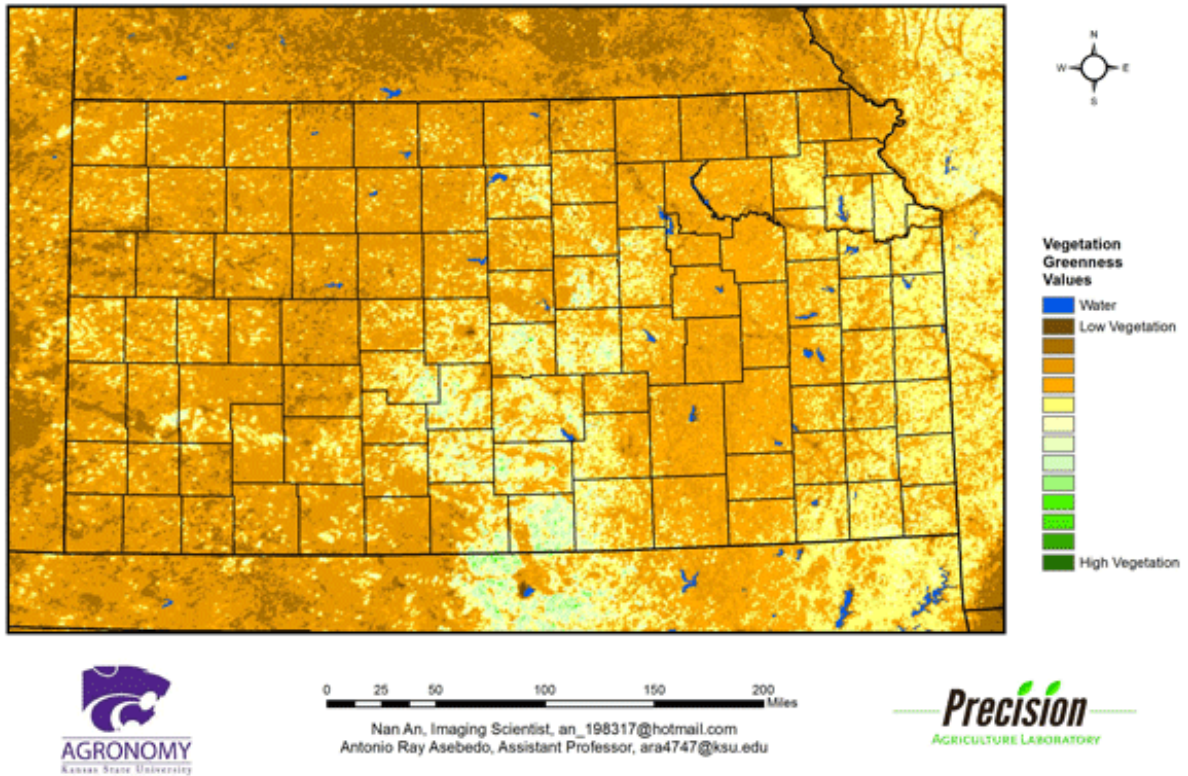 N
W
E
S
Vegetation
Greenness
Values
Water
Low Vegetation
High Vegetation
0 25 50 100 150 200
Miles
Nan An, Imaging Scientist, an_198317@hotmail.com
Antonio Ray Asebedo, Assistant Professor, ara4747@ksu.edu
AGRONOMY
Kansas State University
Precision
AGRICULTURE LABORATORY